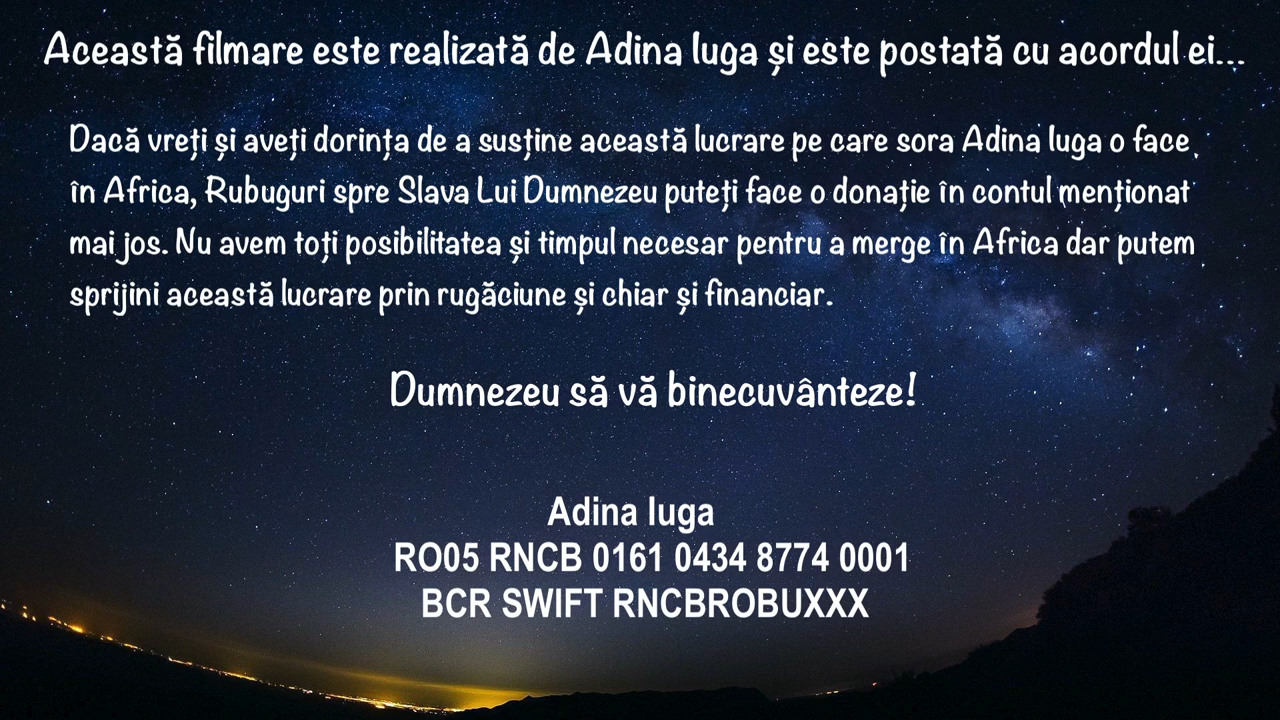 Această filmare este realizată de Adina Iuga și este postată cu acordul ei...
Dacă vreți și aveți dorința de a susține această lucrare pe care sora Adina Iuga o face
în Africa, Rubuguri spre Slava Lui Dumnezeu puteți face o donație în contul menționat
mai jos. Nu avem toți posibilitatea și timpul necesar pentru a merge în Africa dar putem
sprijini această lucrare prin rugăciune și chiar și financiar.
Dumnezeu să vă binecuvânteze!
Adina Iuga
RO05 RNCB 0161 0434 8774 0001
BCR SWIFT RNCBROBUXXX